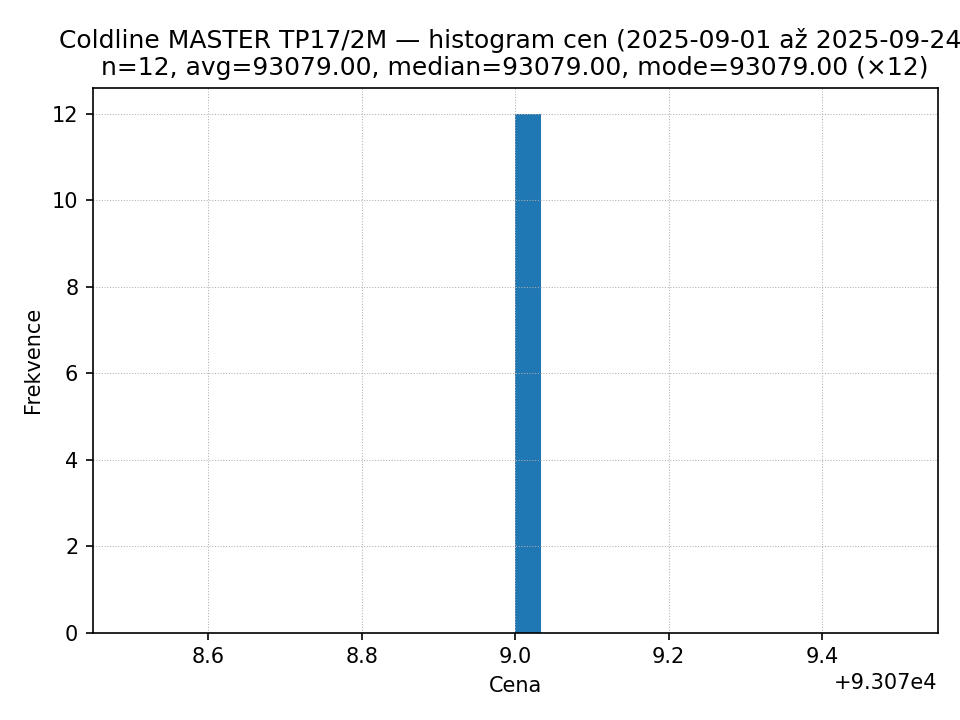 Coldline MASTER TP17/2M — histogram cen (2025-09-01 až 2025-09-24
n=12, avg=93079.00, median=93079.00, mode=93079.00 (×12)
12
10
8
6
4
2
0
Frekvence
8.6 8.8 9.0 9.2 9.4
Cena
+9.307e4